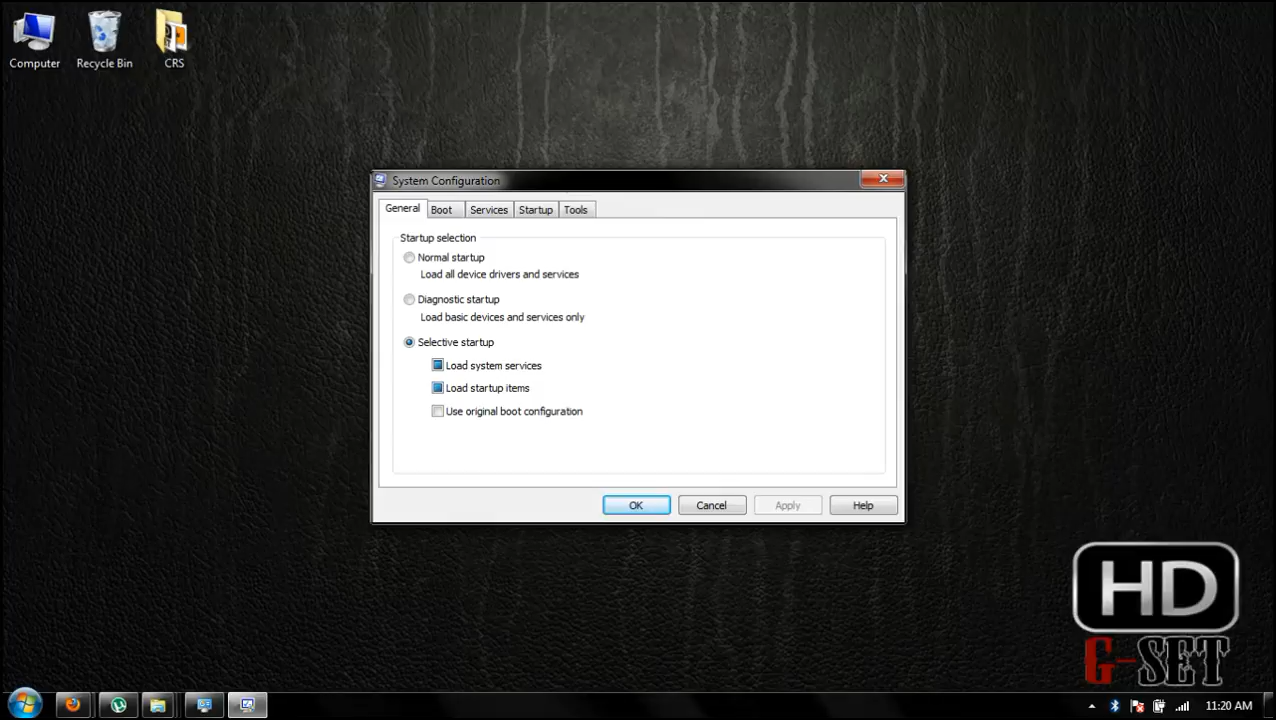 Computer
Recycle Bin
CRS
System Configuration
General
Boot
Services
Startup
Tools
Startup selection
Normal startup
Load all device drivers and services
Diagnostic startup
Load basic devices and services only
Selective startup
Load system services
Load startup items
Use original boot configuration
OK
Cancel
Apply
Help
HD
G-SET
11:20 AM